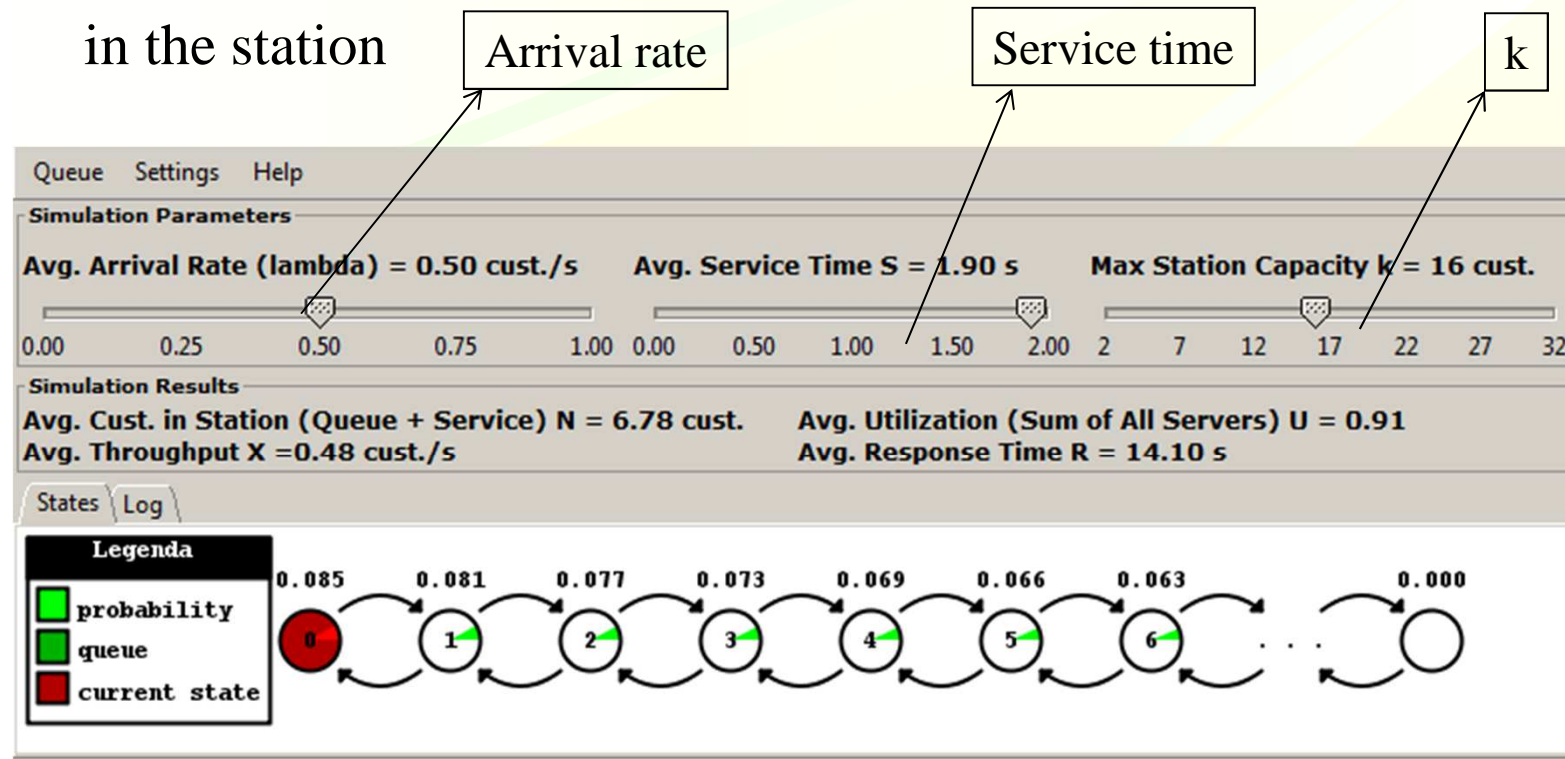 in the station
Arrival rate
Service time
k
Queue Settings Help
Simulation Parameters
Avg. Arrival Rate (lambda) = 0.50 cust./s Avg. Service Time S = 1.90 s Max Station Capacity k = 16 cust.
0.00 0.25 0.50 0.75 1.00 0.00 0.50 1.00 1.50 2.00 2 7 12 17 22 27 32
Simulation Results
Avg. Cust. in Station (Queue + Service) N = 6.78 cust. Avg. Utilization (Sum of All Servers) U = 0.91
Avg. Throughput X =0.48 cust./s Avg. Response Time R = 14.10 s
States Log
Legenda
probability
queue
current state
0.085 0.081 0.077 0.073 0.069 0.066 0.063 0.000
0 1 2 3 4 5 6 . . .